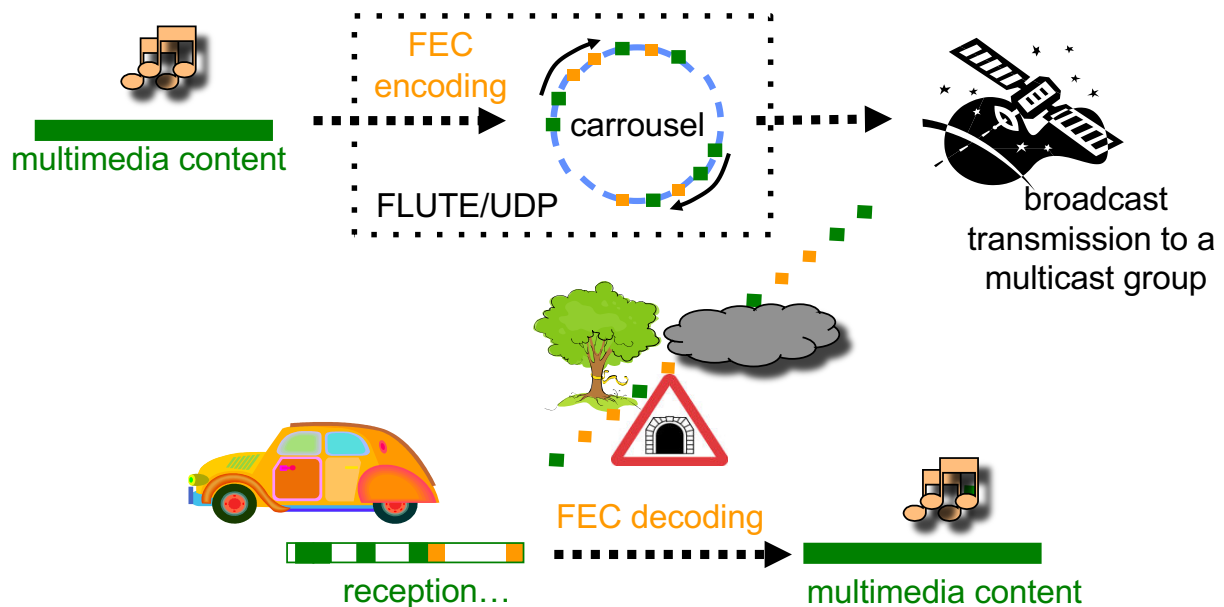 FEC
encoding
carrousel
multimedia content
FLUTE/UDP
broadcast
transmission to a
multicast group
FEC decoding
reception…
multimedia content